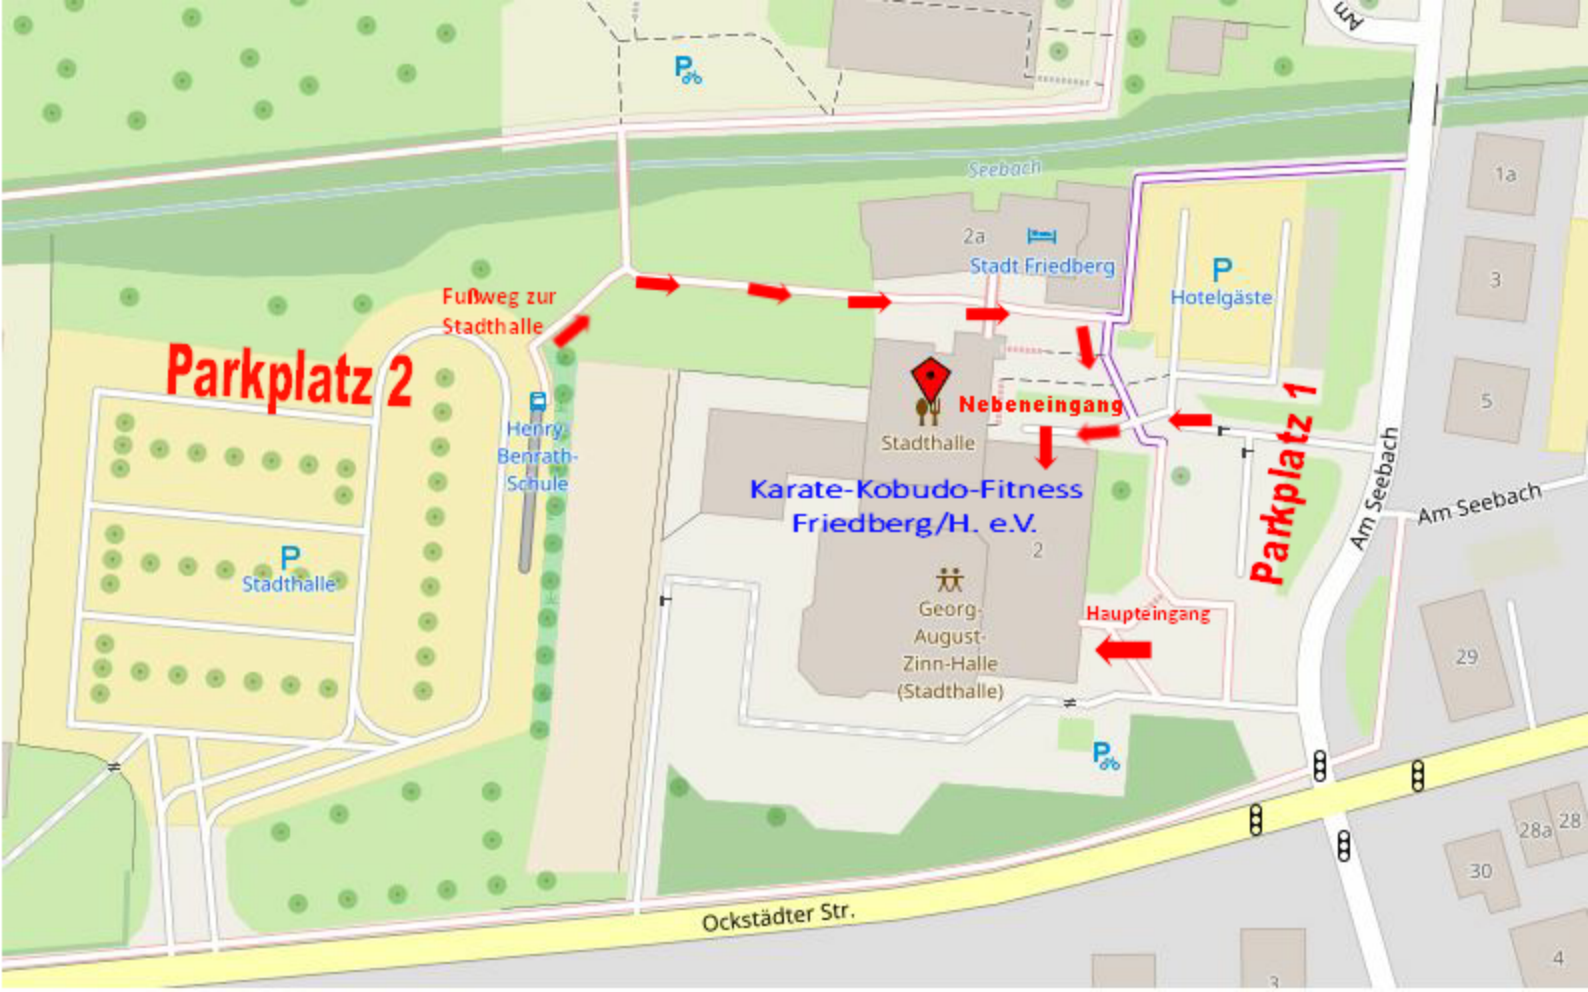 Am
P
Seebach
1a
2a
Stadt Friedberg
P
Hotelgäste
3
Fußweg zur
Stadthalle
Parkplatz 2
Henry-
Benrath-
Schule
Nebeneingang
Stadthalle
Parkplatz 1
5
Am Seebach
Am Seebach
Karate-Kobudo-Fitness
Friedberg/H. e.V.
2
P
Stadthalle
Georg-
August-
Zinn-Halle
(Stadthalle)
Haupteingang
29
P
28a
28
30
Ockstädter Str.
3
4